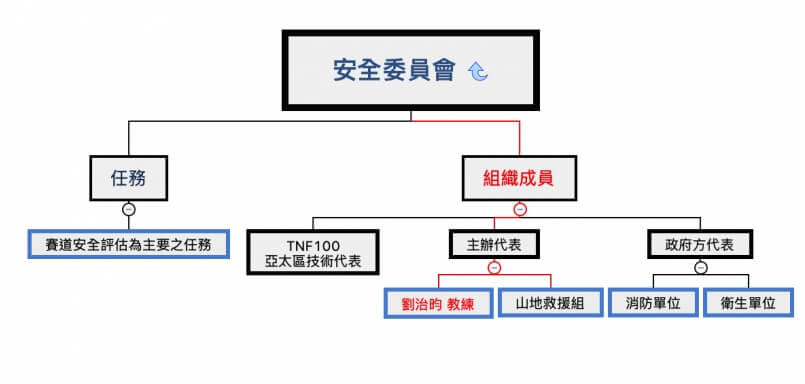 安全委員會
任務
組織成員
賽道安全評估為主要之任務
TNF100
亞太區技術代表
主辦代表
政府方代表
劉治昀 教練
山地救援組
消防單位
衛生單位